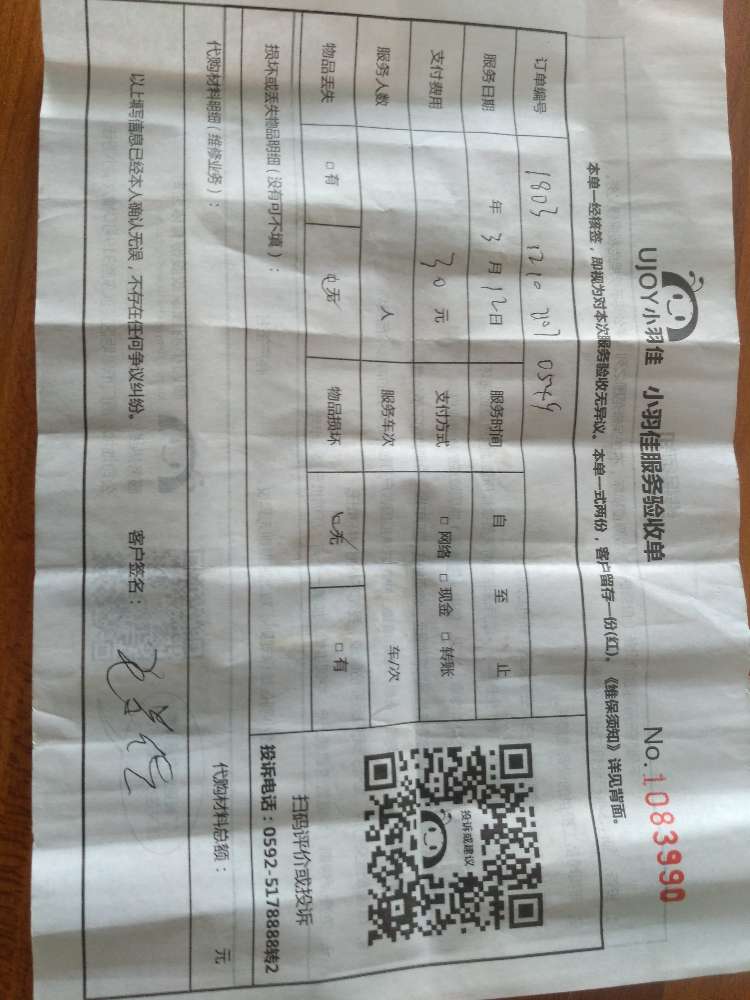 UJOY小羽佳 小羽佳服务验收单 No.1083990
本单一经核签，即视为对本次服务验收无异议。本单一式两份，客户留存一份(红)。《维保须知》详见背面。
订单编号 1803 1210 207 0549
服务日期 年 3 月 12 日 服务时间 自 至 止
支付费用 30 元 支付方式 □ 网络 □ 现金 □ 转账
服务人数 人 服务车次 车/次
物品丢失 □ 有 ☑ 无 物品损坏 ☑ 无 □ 有
投诉或建议
扫码评价或投诉
投诉电话：0592-5178888转2
损坏或丢失物品明细（没有可不填）：
代购材料明细（维修业务）： 代购材料总额： 元
以上填写信息已经本人确认无误，不存在任何争议纠纷。 客户签名：